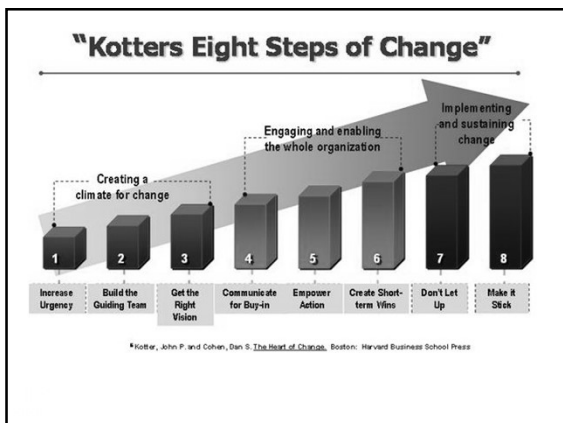 "Kotters Eight Steps of Change"
Implementing
and sustaining
change
Engaging and enabling
the whole organization
Creating a
climate for change
1
2
3
4
5
6
7
8
Increase
Urgency
Build the
Guiding Team
Get the
Right
Vision
Communicate
for Buy-in
Empower
Action
Create Short-
term Wins
Don't Let
Up
Make it
Stick
Kotter, John P. and Cohen, Dan S. The Heart of Change. Boston: Harvard Business School Press